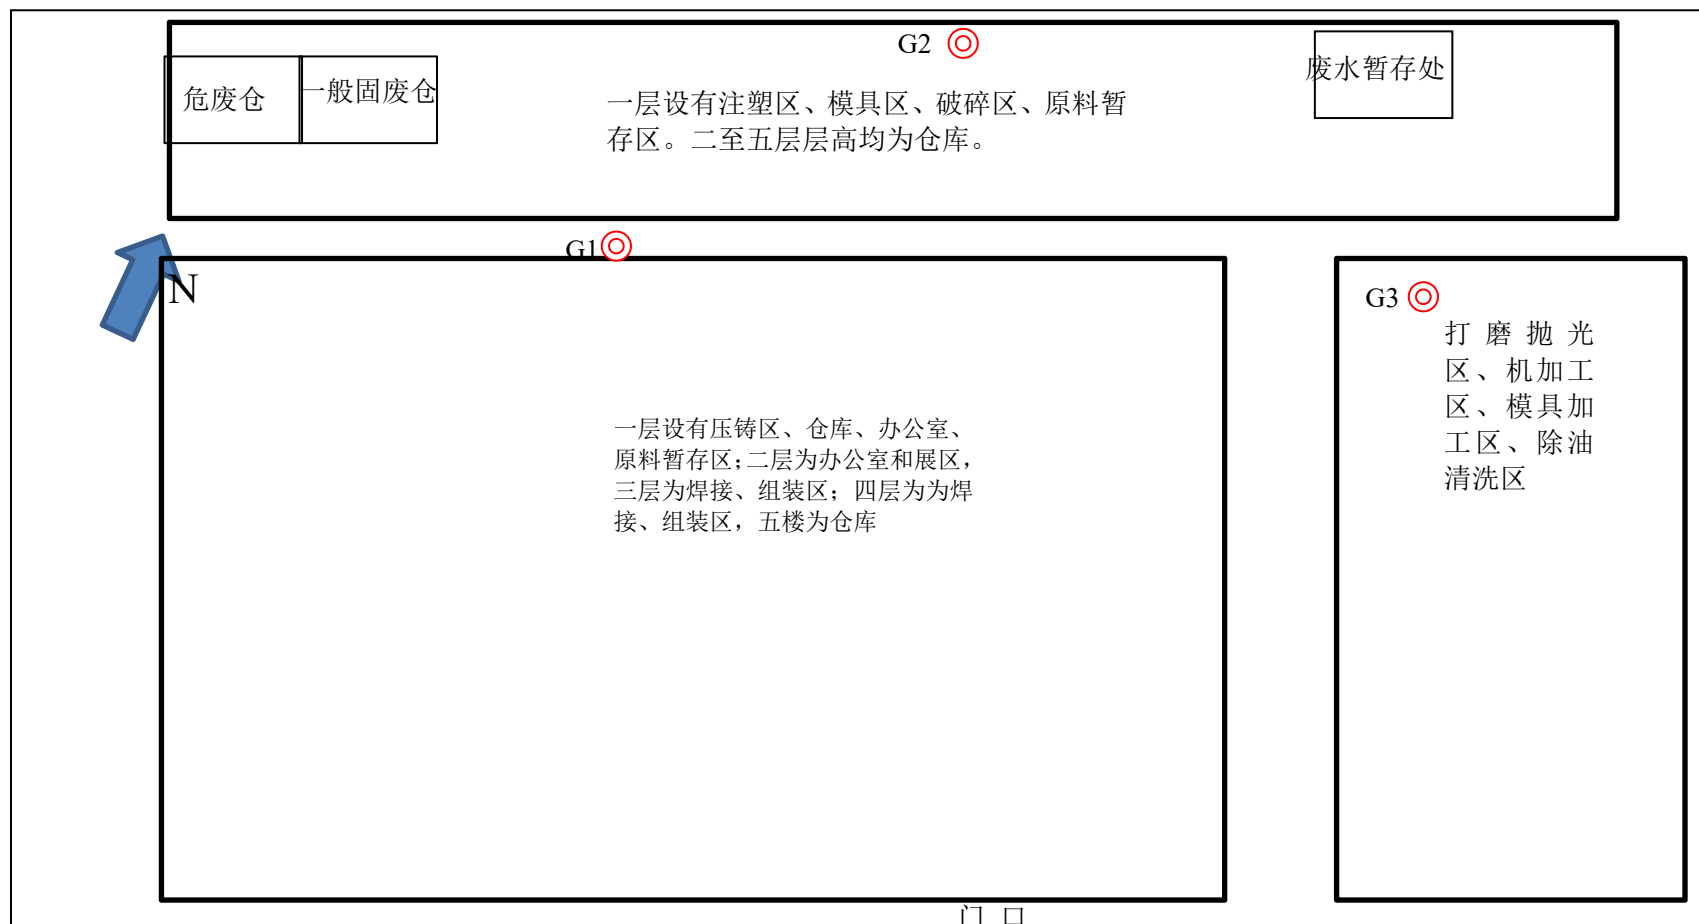 G2
危废仓
一般固废仓
废水暂存处
一层设有注塑区、模具区、破碎区、原料暂
存区。二至五层层高均为仓库。
G1
N
G3
打磨抛光
区、机加工
区、模具加
工区、除油
清洗区
一层设有压铸区、仓库、办公室、
原料暂存区；二层为办公室和展区，
三层为焊接、组装区；四层为为焊
接、组装区，五楼为仓库
门 口